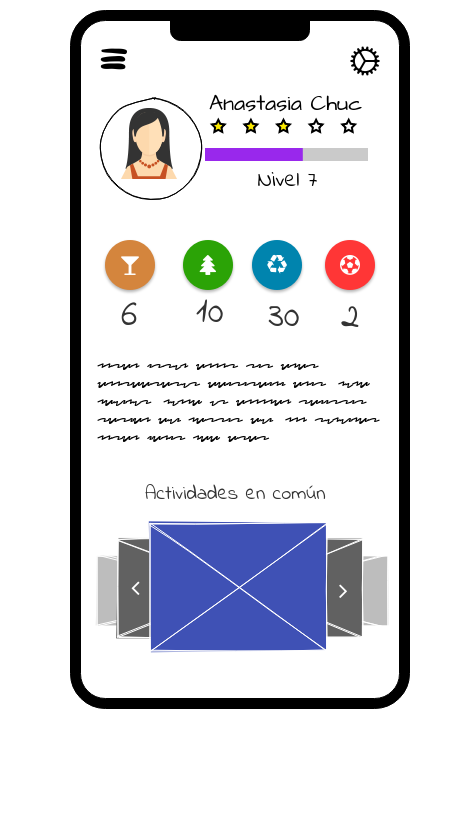 Anastasia Chuc
Nivel 7
6 10 30 2
Actividades en común